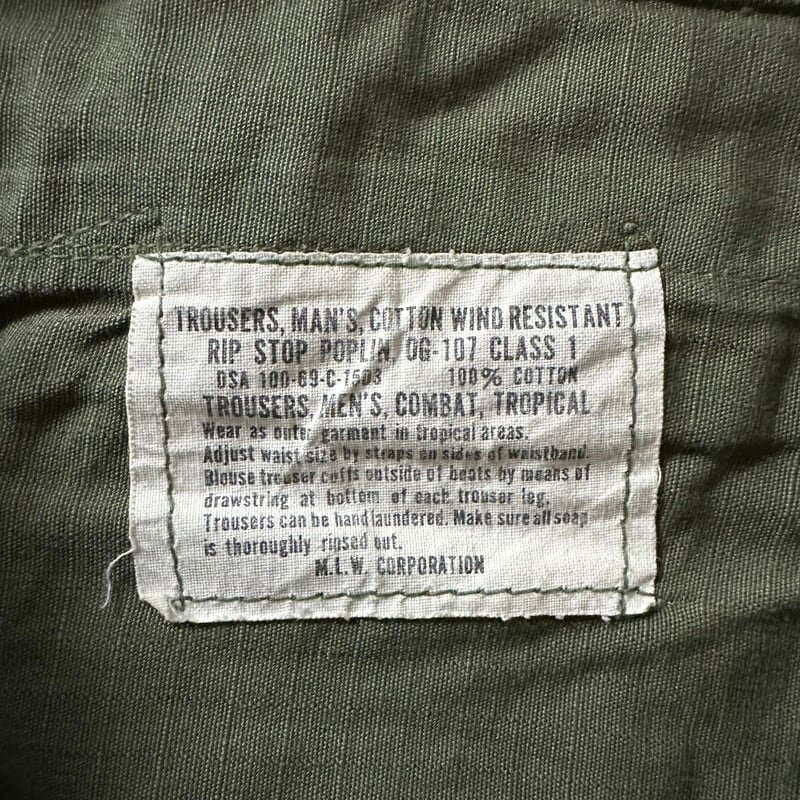 TROUSERS, MAN'S, COTTON WIND RESISTANT
RIP STOP POPLIN, OG-107 CLASS 1
DSA 100-69-C-1503 100% COTTON
TROUSERS, MEN'S, COMBAT, TROPICAL
Wear as outer garment in tropical areas.
Adjust waist size by straps on sides of waistband.
Blouse trouser cuffs outside of boats by means of
drawstring at bottom of each trouser leg.
Trousers can be hand laundered. Make sure all soap
is thoroughly rinsed out.
M.L.W. CORPORATION